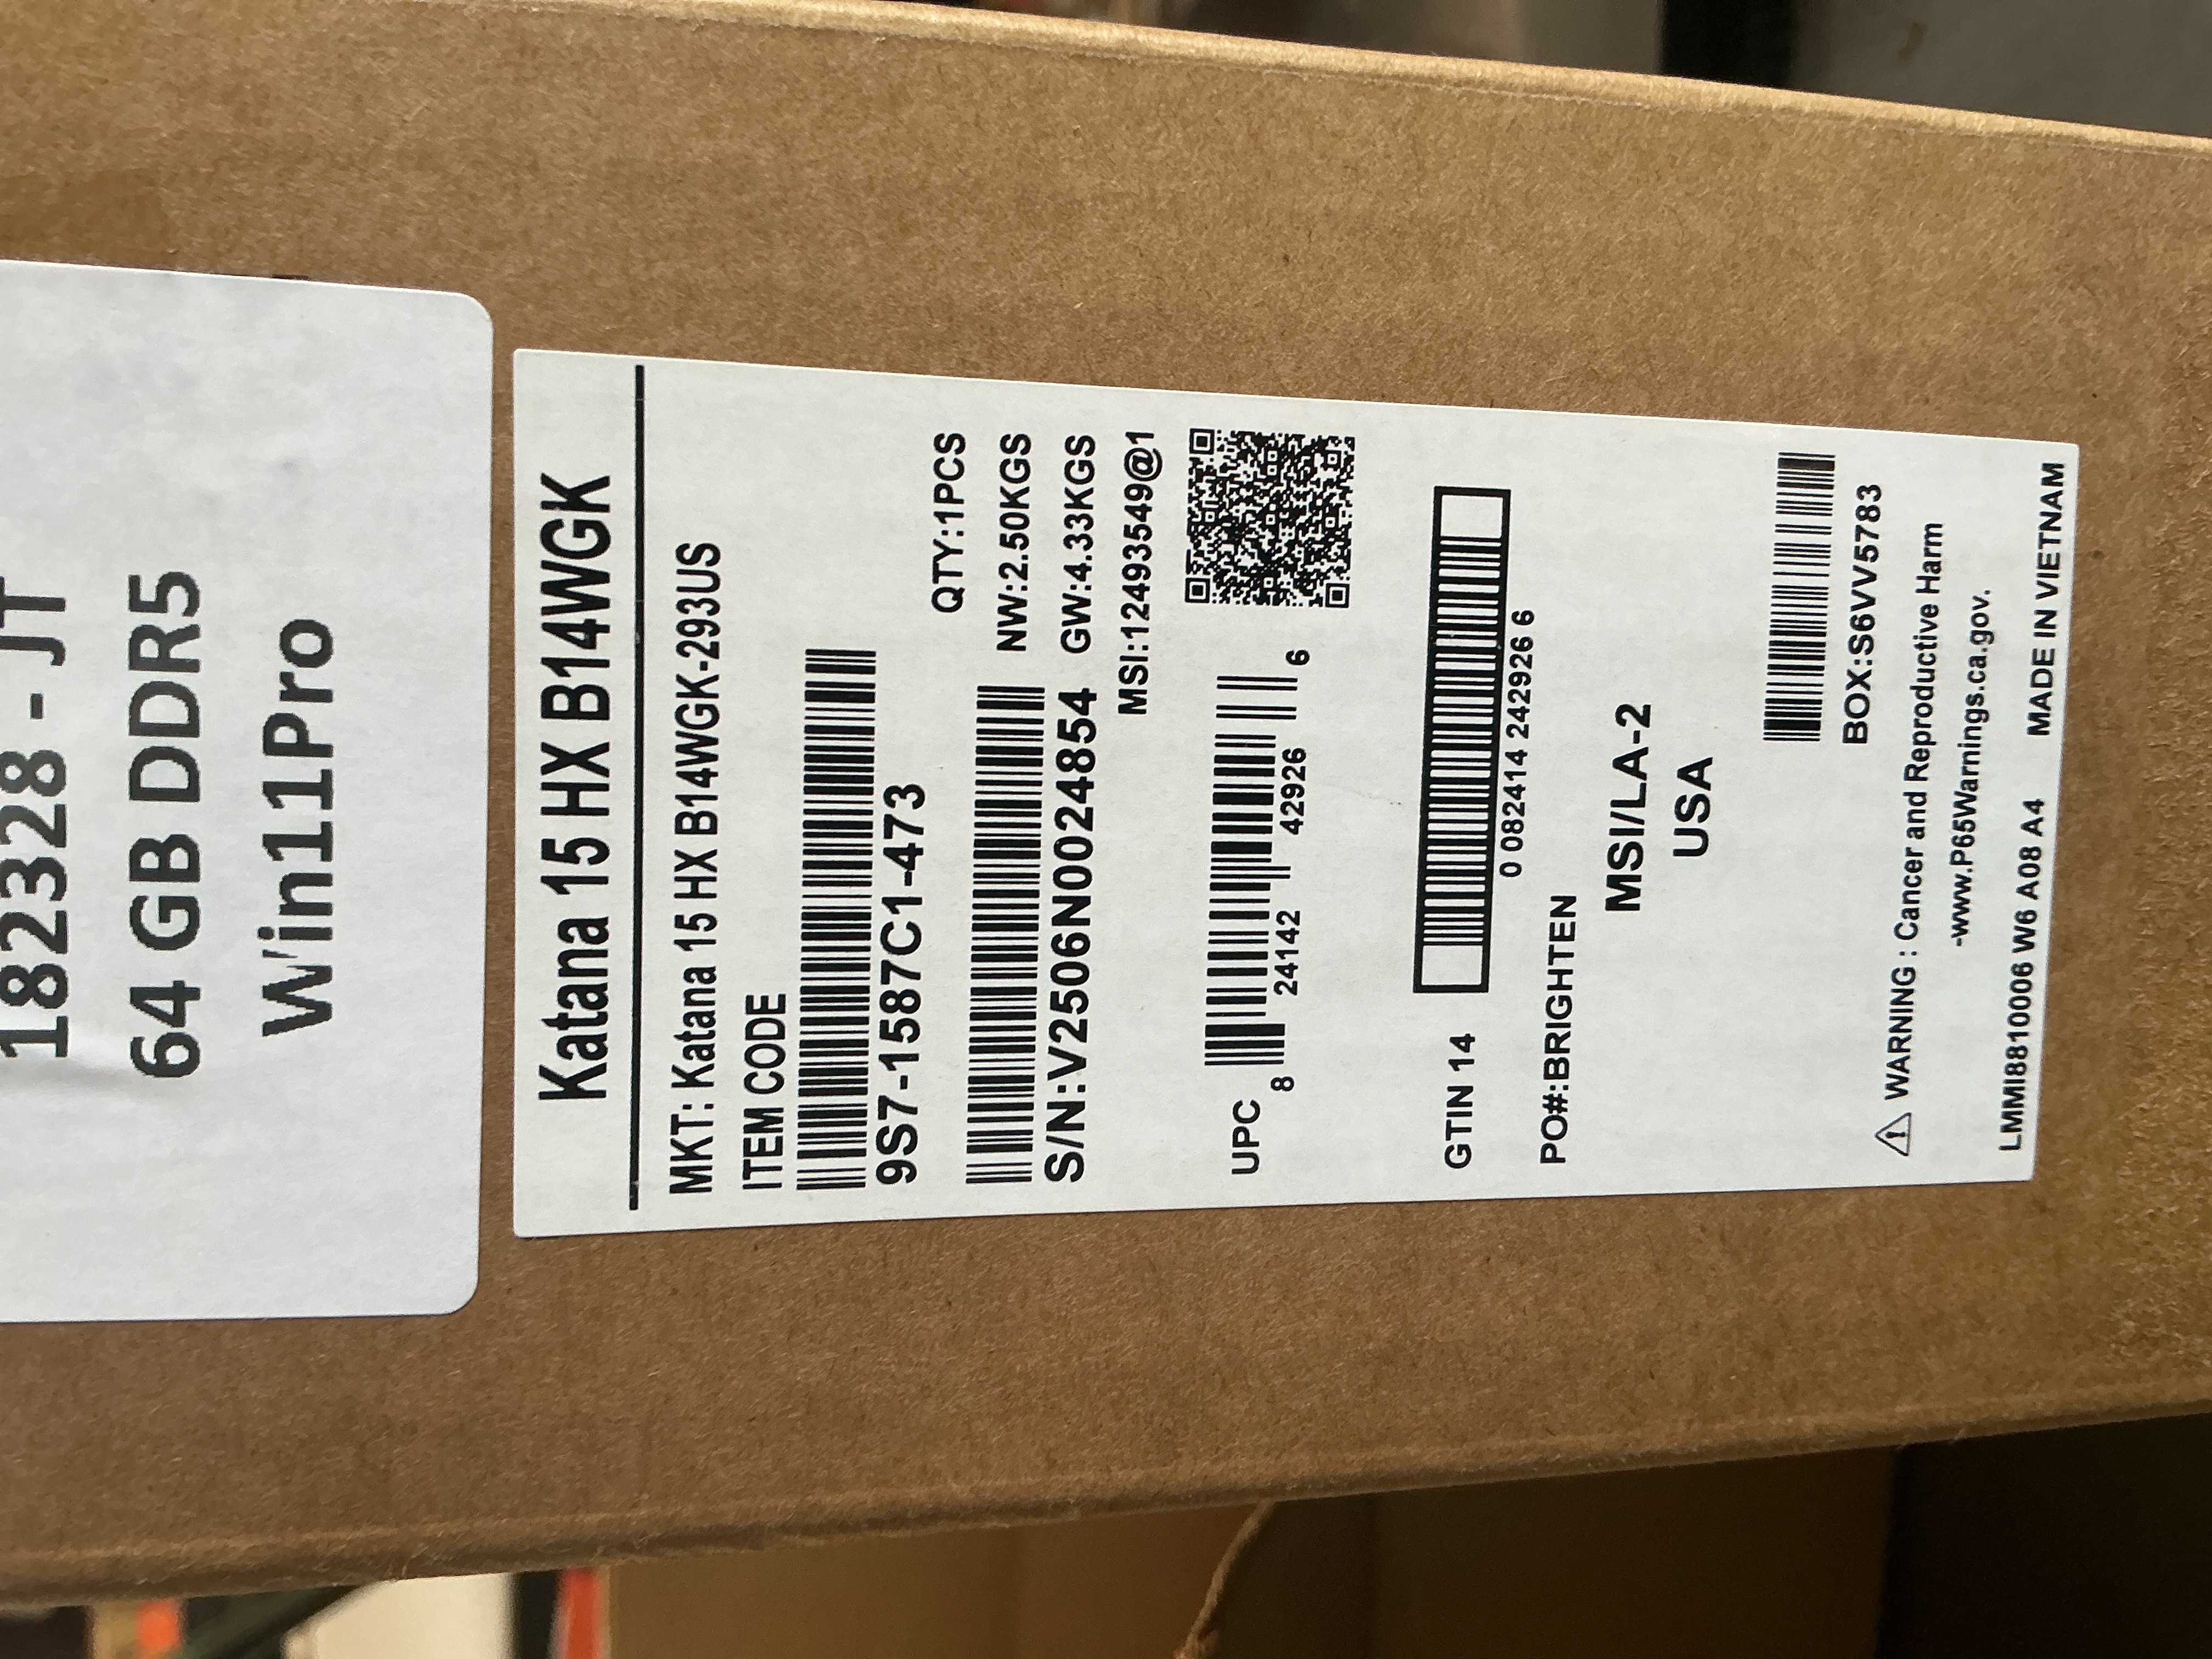 182328 - JT
64 GB DDR5
Win11Pro
Katana 15 HX B14WGK
MKT: Katana 15 HX B14WGK-293US
ITEM CODE
9S7-1587C1-473
QTY:1PCS
NW:2.50KGS
S/N:V2506N0024854 GW:4.33KGS
MSI:12493549@1
UPC
8 24142 42926 6
GTIN 14
0 082414 242926 6
PO#:BRIGHTEN
MSI/LA-2
USA
BOX:S6VV5783
⚠ WARNING : Cancer and Reproductive Harm
-www.P65Warnings.ca.gov.
LMMI8810006 W6 A08 A4 MADE IN VIETNAM